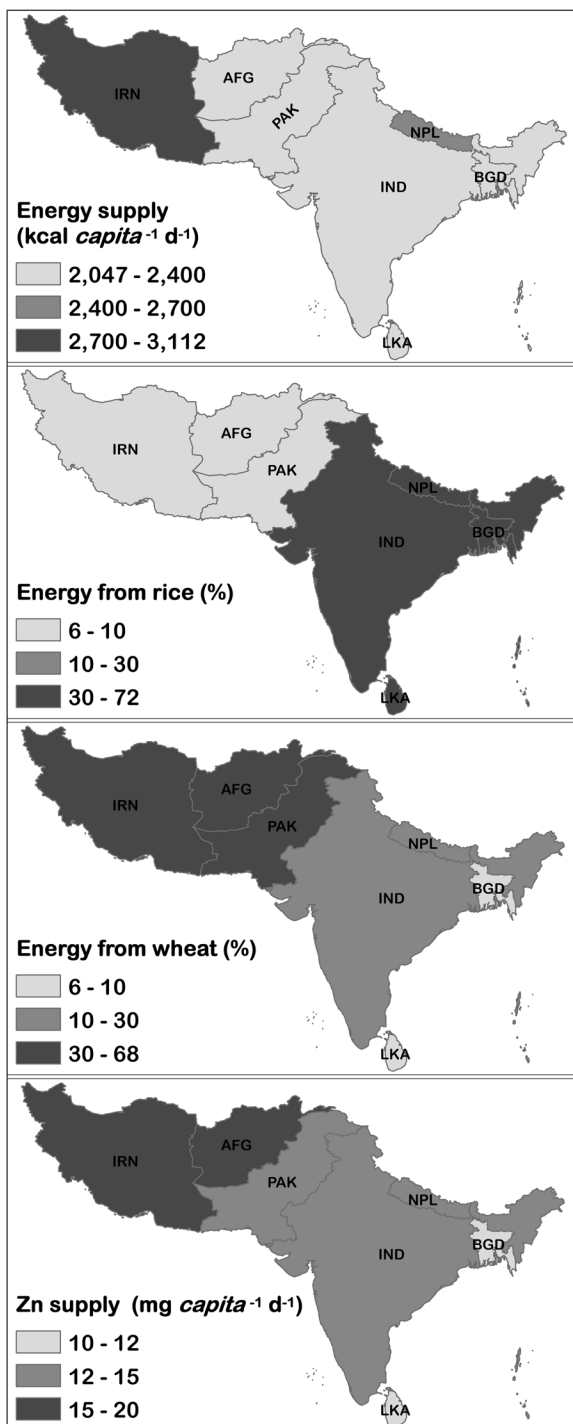 IRN
AFG
PAK
NPL
BGD
IND
LKA
Energy supply
(kcal capita -1 d-1)
2,047 - 2,400
2,400 - 2,700
2,700 - 3,112
IRN
AFG
PAK
NPL
BGD
IND
LKA
Energy from rice (%)
6 - 10
10 - 30
30 - 72
IRN
AFG
PAK
NPL
BGD
IND
LKA
Energy from wheat (%)
6 - 10
10 - 30
30 - 68
IRN
AFG
PAK
NPL
BGD
IND
LKA
Zn supply (mg capita -1 d-1)
10 - 12
12 - 15
15 - 20